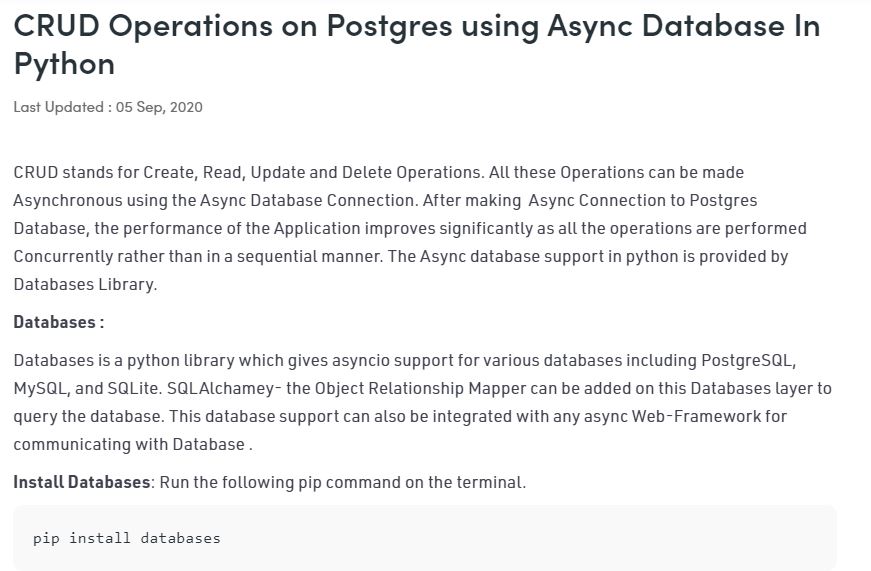 CRUD Operations on Postgres using Async Database In
Python
Last Updated : 05 Sep, 2020
CRUD stands for Create, Read, Update and Delete Operations. All these Operations can be made
Asynchronous using the Async Database Connection. After making  Async Connection to Postgres
Database, the performance of the Application improves significantly as all the operations are performed
Concurrently rather than in a sequential manner. The Async database support in python is provided by
Databases Library.
Databases :
Databases is a python library which gives asyncio support for various databases including PostgreSQL,
MySQL, and SQLite. SQLAlchamey- the Object Relationship Mapper can be added on this Databases layer to
query the database. This database support can also be integrated with any async Web-Framework for
communicating with Database .
Install Databases: Run the following pip command on the terminal.
pip install databases